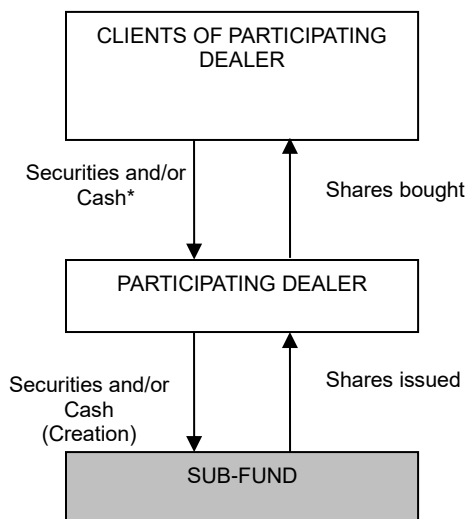 CLIENTS OF PARTICIPATING
DEALER
Securities and/or
Cash*
Shares bought
PARTICIPATING DEALER
Securities and/or
Cash
(Creation)
Shares issued
SUB-FUND